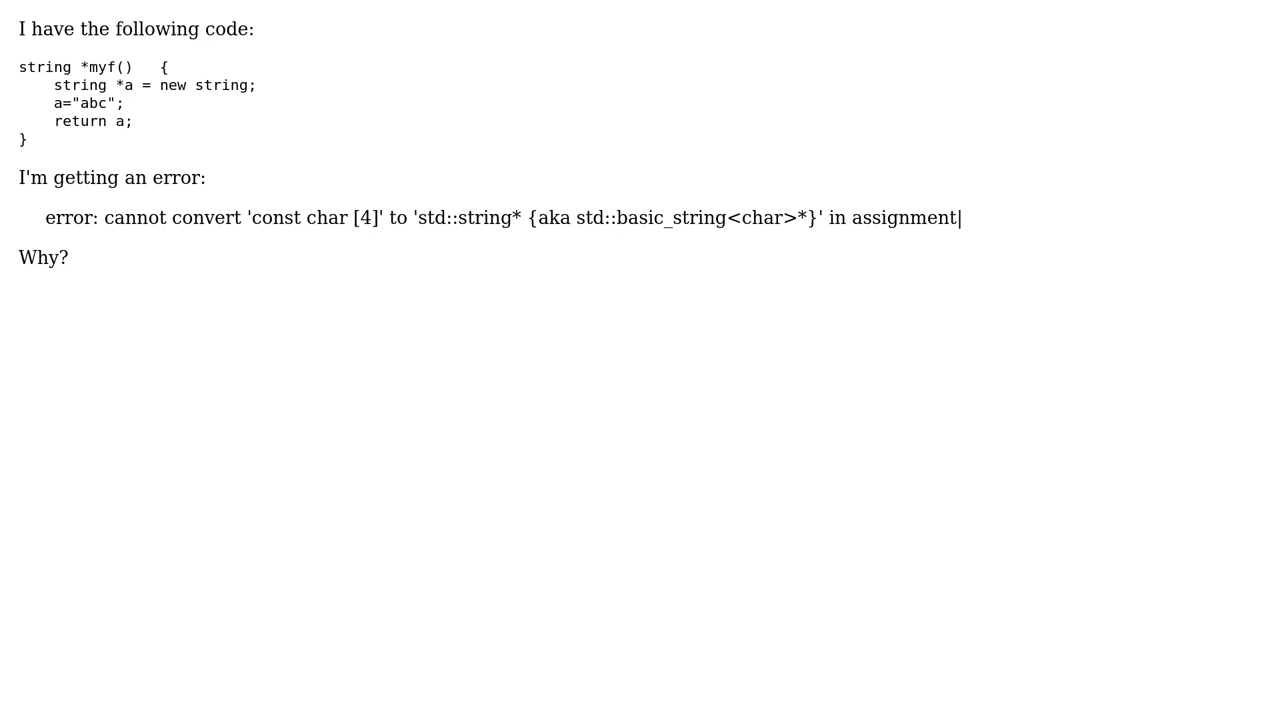 I have the following code:
string *myf()   {
    string *a = new string;
    a="abc";
    return a;
}
I'm getting an error:
error: cannot convert 'const char [4]' to 'std::string* {aka std::basic_string<char>*}' in assignment|
Why?